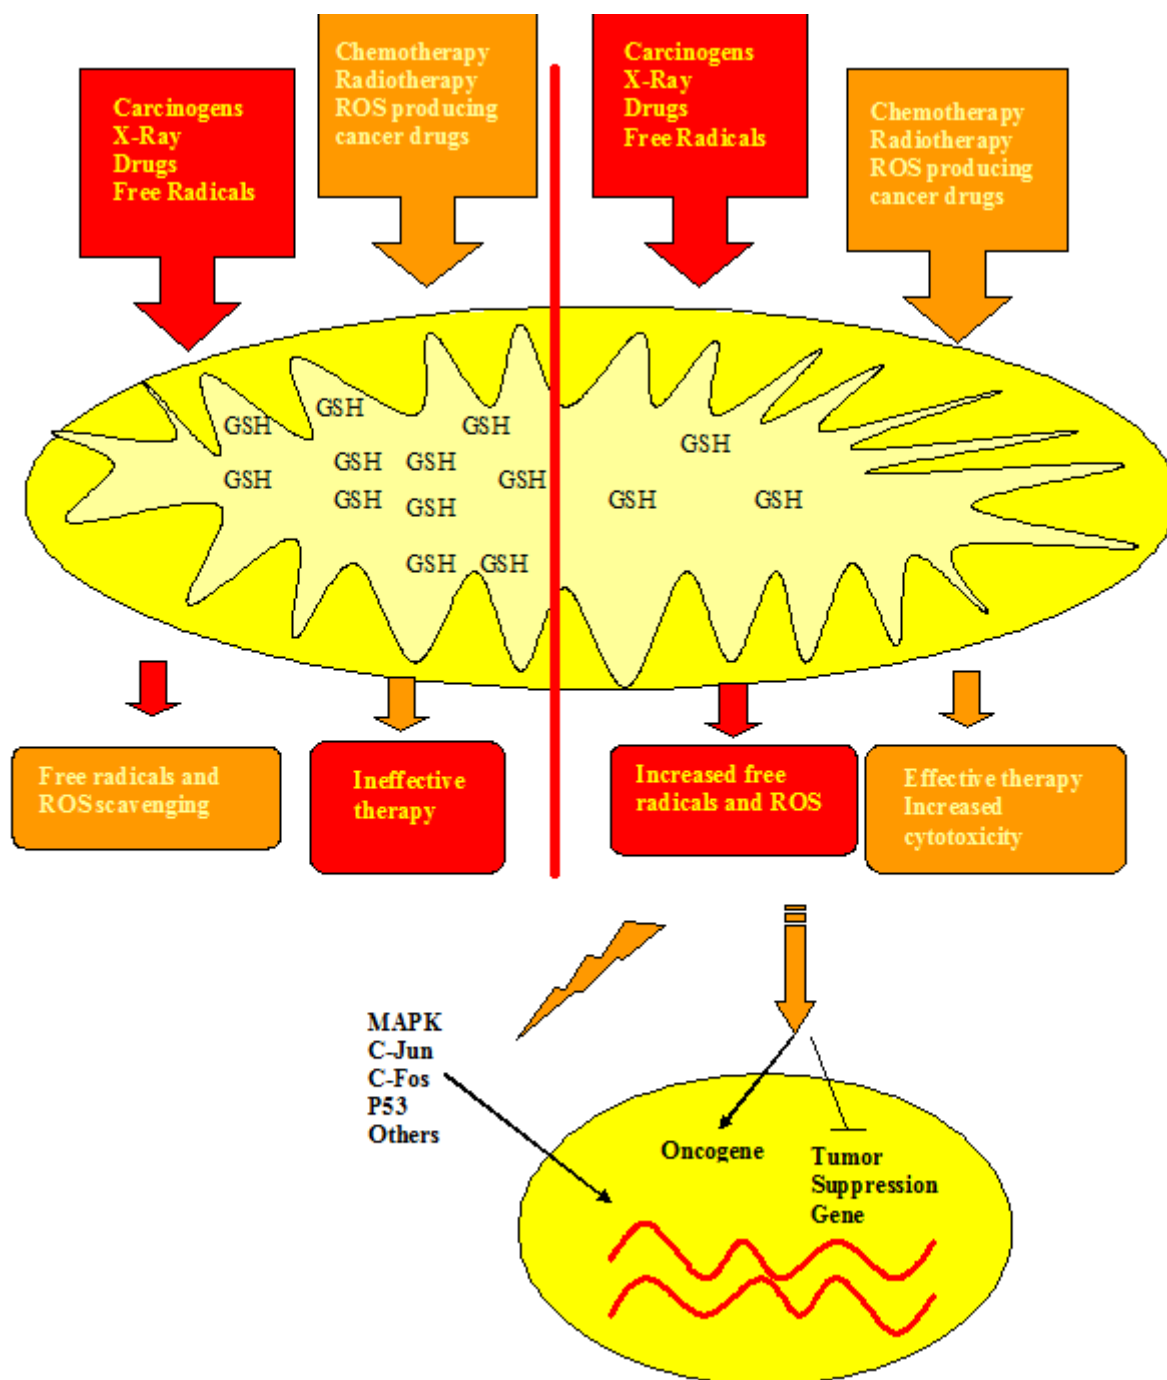 Carcinogens
X-Ray
Drugs
Free Radicals
Chemotherapy
Radiotherapy
ROS producing
cancer drugs
Carcinogens
X-Ray
Drugs
Free Radicals
Chemotherapy
Radiotherapy
ROS producing
cancer drugs
GSH
GSH
GSH
GSH
GSH
GSH
GSH
GSH
GSH
GSH
GSH
GSH
GSH
GSH
Free radicals and
ROS scavenging
Ineffective
therapy
Increased free
radicals and ROS
Effective therapy
Increased
cytotoxicity
MAPK
C-Jun
C-Fos
P53
Others
Oncogene
Tumor
Suppression
Gene